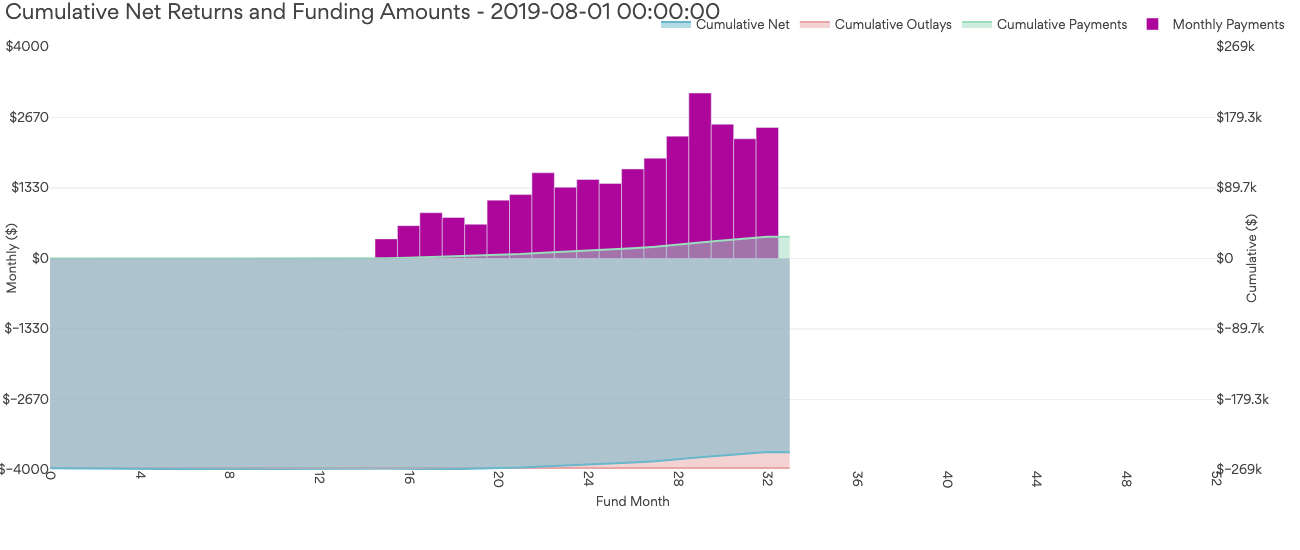 Cumulative Net Returns and Funding Amounts - 2019-08-01 00:00:00
Cumulative Net
Cumulative Outlays
Cumulative Payments
Monthly Payments
$4000
$2670
$1330
$0
$−1330
$−2670
$−4000
Monthly ($)
$269k
$179.3k
$89.7k
$0
$−89.7k
$−179.3k
$−269k
Cumulative ($)
0
4
8
12
16
20
24
28
32
36
40
44
48
52
Fund Month